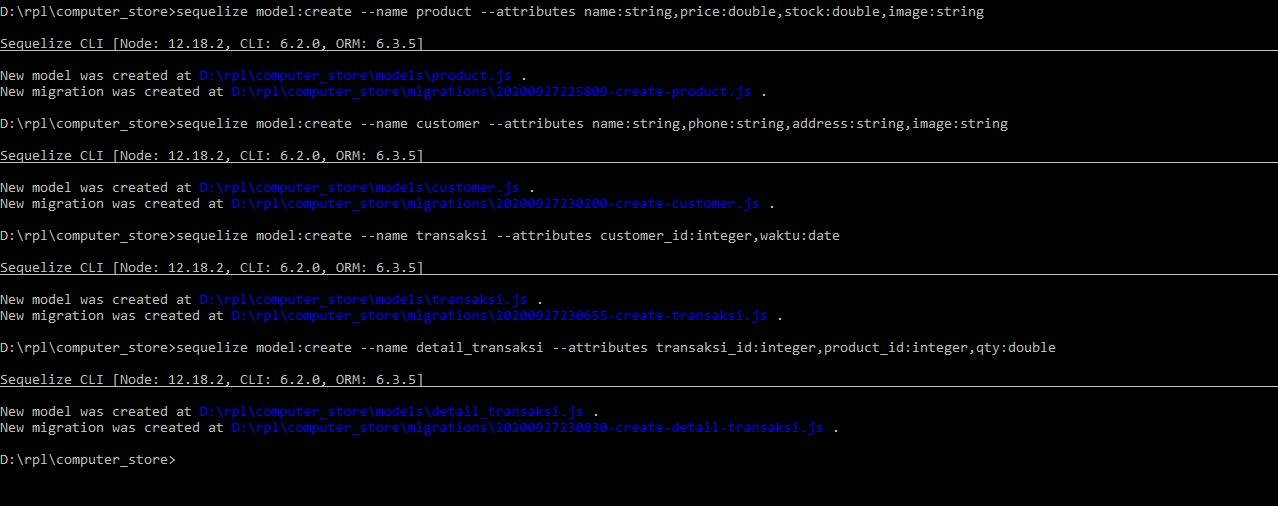 D:\rpl\computer_store>sequelize model:create --name product --attributes name:string,price:double,stock:double,image:string
Sequelize CLI [Node: 12.18.2, CLI: 6.2.0, ORM: 6.3.5]
New model was created at D:\rpl\computer_store\models\product.js .
New migration was created at D:\rpl\computer_store\migrations\20200927225809-create-product.js .
D:\rpl\computer_store>sequelize model:create --name customer --attributes name:string,phone:string,address:string,image:string
Sequelize CLI [Node: 12.18.2, CLI: 6.2.0, ORM: 6.3.5]
New model was created at D:\rpl\computer_store\models\customer.js .
New migration was created at D:\rpl\computer_store\migrations\20200927230200-create-customer.js .
D:\rpl\computer_store>sequelize model:create --name transaksi --attributes customer_id:integer,waktu:date
Sequelize CLI [Node: 12.18.2, CLI: 6.2.0, ORM: 6.3.5]
New model was created at D:\rpl\computer_store\models\transaksi.js .
New migration was created at D:\rpl\computer_store\migrations\20200927230655-create-transaksi.js .
D:\rpl\computer_store>sequelize model:create --name detail_transaksi --attributes transaksi_id:integer,product_id:integer,qty:double
Sequelize CLI [Node: 12.18.2, CLI: 6.2.0, ORM: 6.3.5]
New model was created at D:\rpl\computer_store\models\detail_transaksi.js .
New migration was created at D:\rpl\computer_store\migrations\20200927230830-create-detail-transaksi.js .
D:\rpl\computer_store>